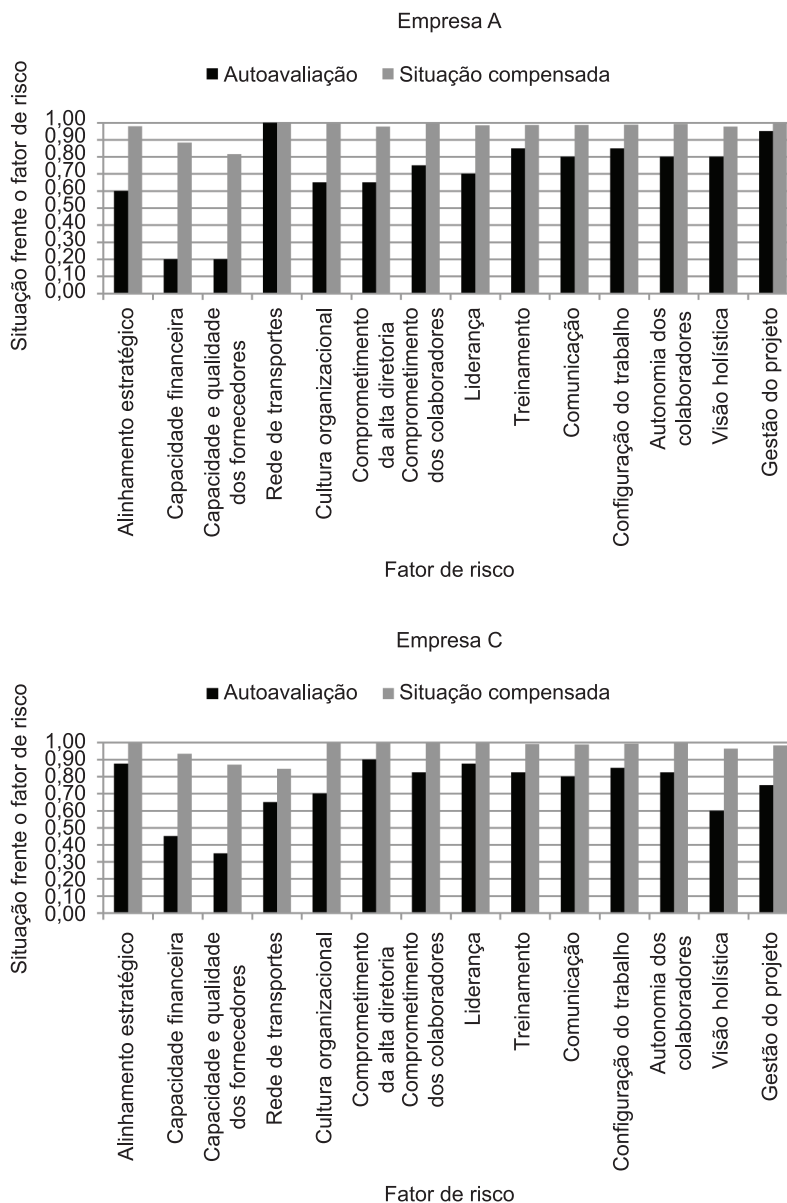 Empresa A
Autoavaliação Situação compensada
Situação frente o fator de risco
1,00
0,90
0,80
0,70
0,60
0,50
0,40
0,30
0,20
0,10
0,00
Alinhamento estratégico
Capacidade financeira
Capacidade e qualidade
dos fornecedores
Rede de transportes
Cultura organizacional
Comprometimento
da alta diretoria
Comprometimento
dos colaboradores
Liderança
Treinamento
Comunicação
Configuração do trabalho
Autonomia dos
colaboradores
Visão holística
Gestão do projeto
Fator de risco
Empresa C
Autoavaliação Situação compensada
Situação frente o fator de risco
1,00
0,90
0,80
0,70
0,60
0,50
0,40
0,30
0,20
0,10
0,00
Alinhamento estratégico
Capacidade financeira
Capacidade e qualidade
dos fornecedores
Rede de transportes
Cultura organizacional
Comprometimento
da alta diretoria
Comprometimento
dos colaboradores
Liderança
Treinamento
Comunicação
Configuração do trabalho
Autonomia dos
colaboradores
Visão holística
Gestão do projeto
Fator de risco